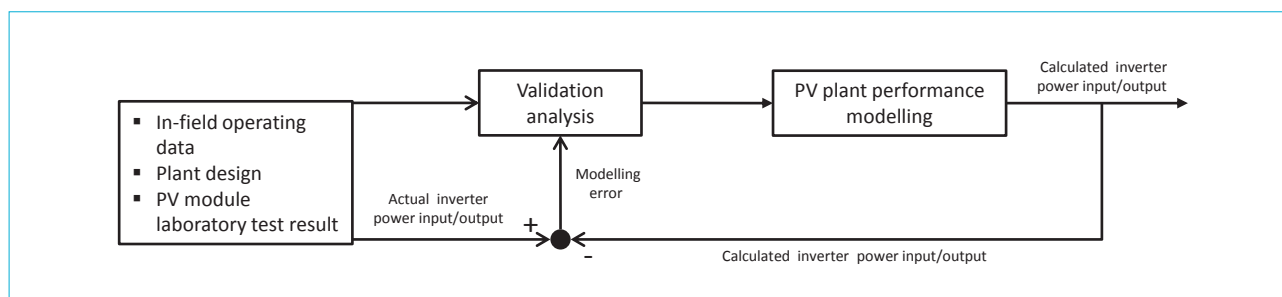 ▪ In-field operating
data
▪ Plant design
▪ PV module
laboratory test result
Validation
analysis
PV plant performance
modelling
Calculated inverter
power input/output
Modelling
error
Actual inverter
power input/output
+
-
Calculated inverter power input/output